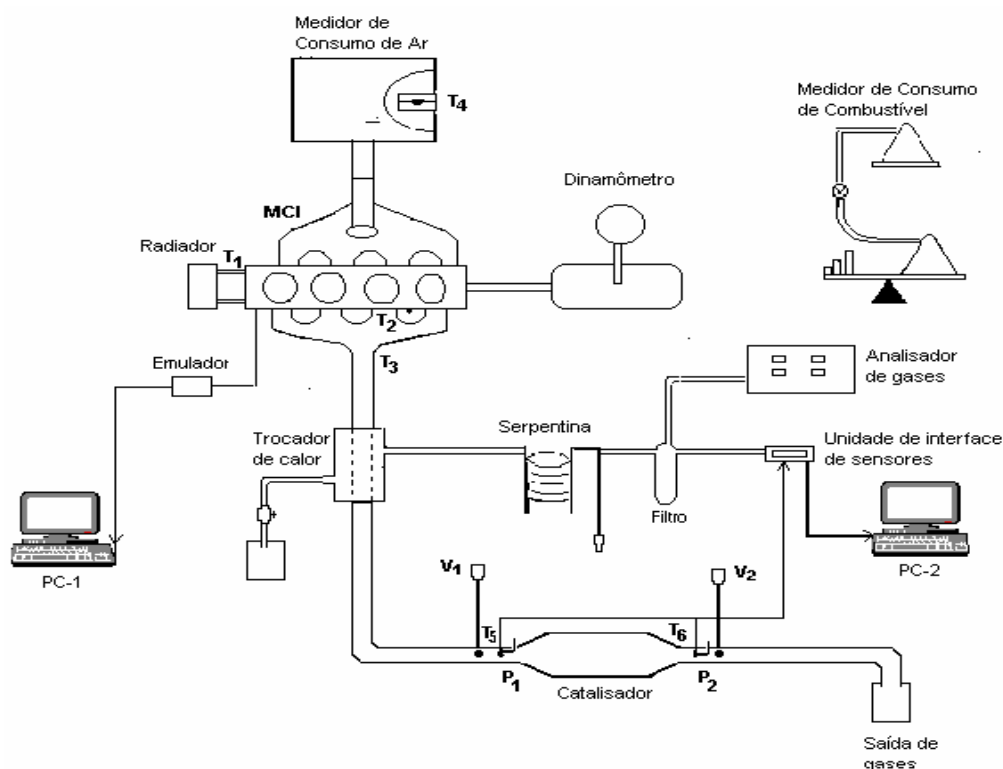 Medidor de
Consumo de Ar
T4
Medidor de Consumo
de Combustível
Dinamômetro
MCI
Radiador
T1
T2
T3
Emulador
Analisador
de gases
Trocador
de calor
Serpentina
Unidade de interface
de sensores
Filtro
PC-1
PC-2
V1
V2
T5
T6
P1
P2
Catalisador
Saída de
gases